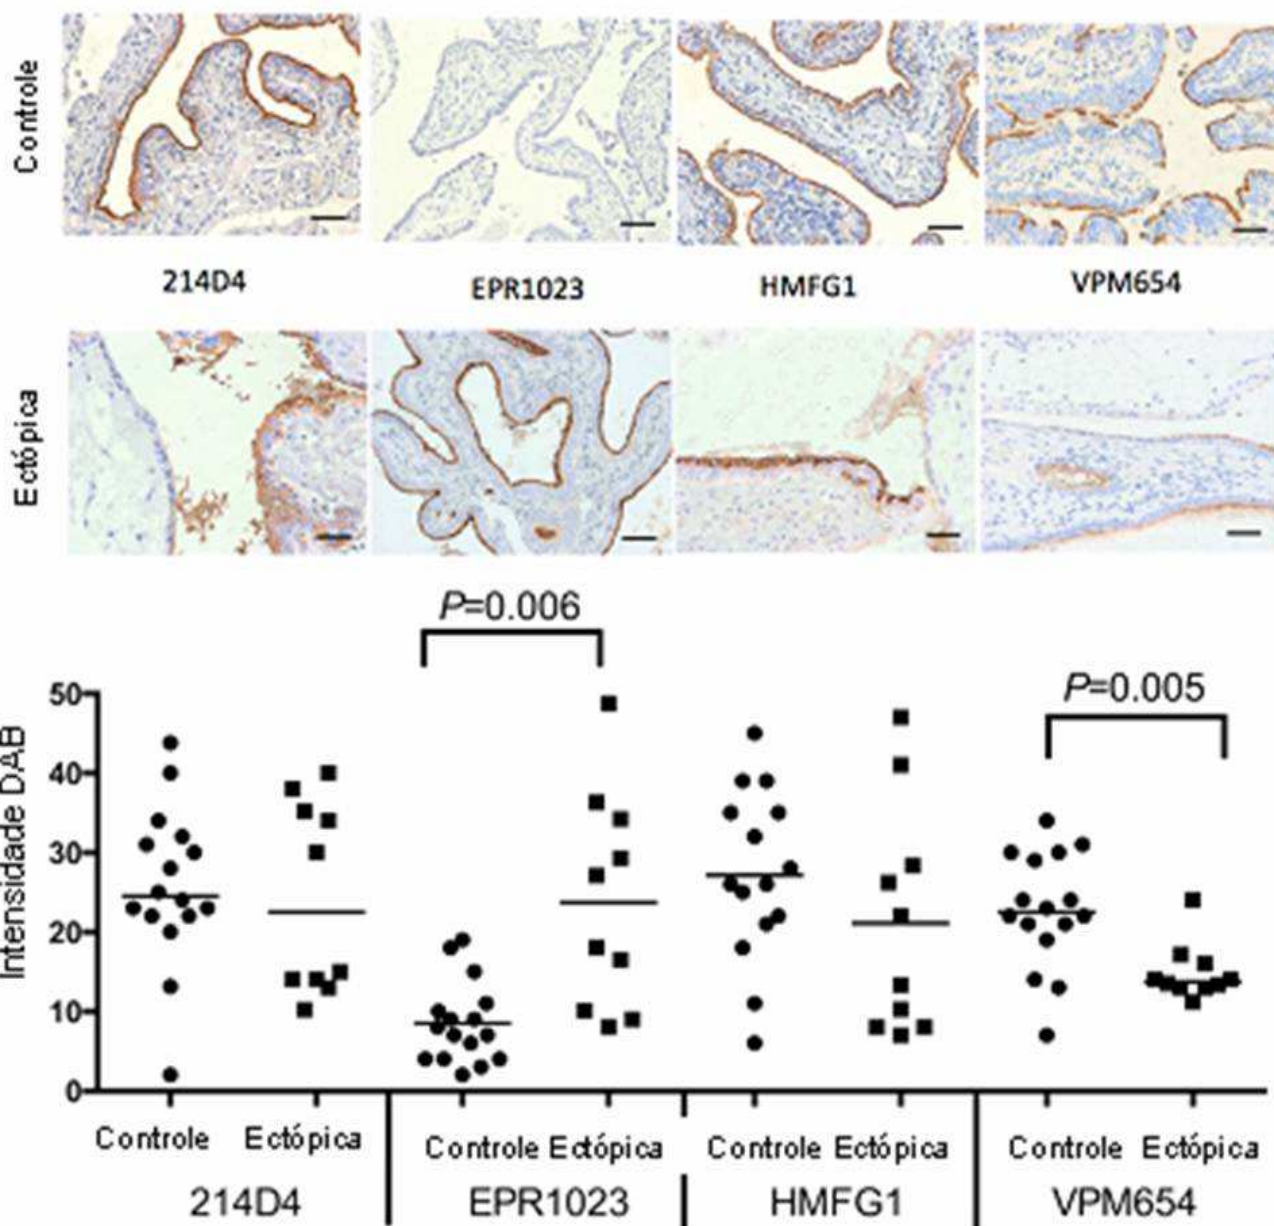 Controle
214D4 EPR1023 HMFG1 VPM654
Ectópica
P=0.006
P=0.005
Intensidade DAB
50
40
30
20
10
0
Controle Ectópica Controle Ectópica Controle Ectópica Controle Ectópica
214D4 EPR1023 HMFG1 VPM654